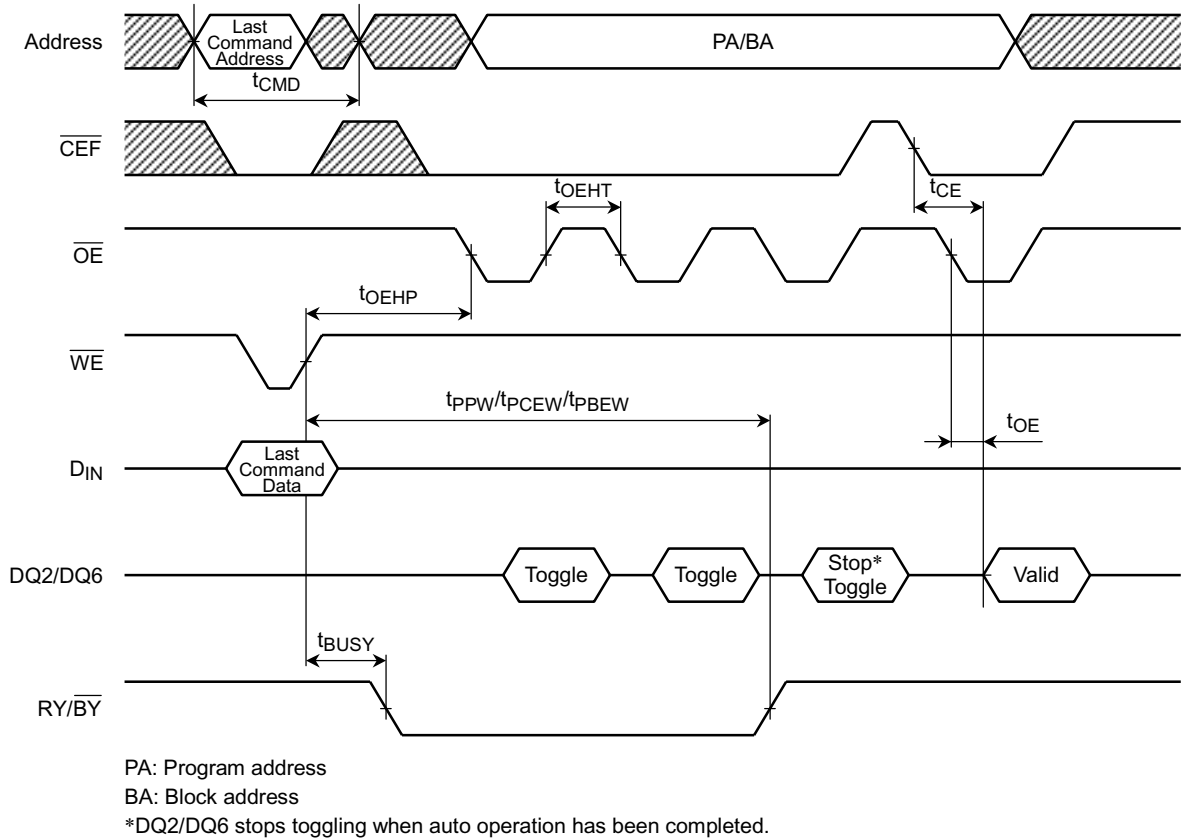 Address
Last
Command
Address
PA/BA
tCMD
CEF
tOEHT
tCE
OE
tOEHP
WE
tPPW/tPCEW/tPBEW
tOE
DIN
Last
Command
Data
DQ2/DQ6
Toggle
Toggle
Stop*
Toggle
Valid
tBUSY
RY/BY
PA: Program address
BA: Block address
*DQ2/DQ6 stops toggling when auto operation has been completed.